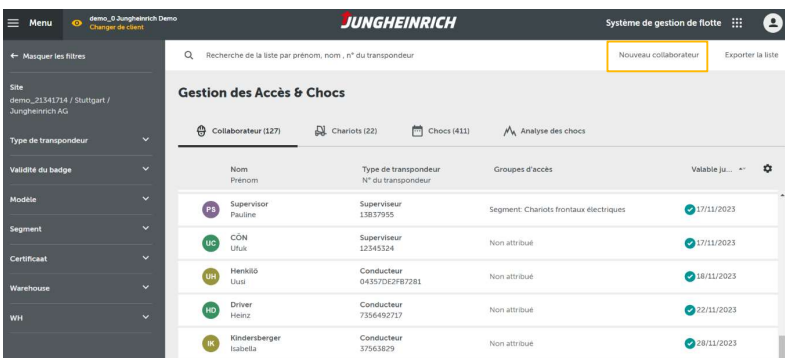 Menu
demo_0 Jungheinrich Demo
Changer de client
JUNGHEINRICH
Système de gestion de flotte
← Masquer les filtres
Recherche de la liste par prénom, nom , n° du transpondeur
Nouveau collaborateur
Exporter la liste
Site
demo_21341714 / Stuttgart /
Jungheinrich AG
Type de transpondeur
Validité du badge
Modèle
Segment
Certificaat
Warehouse
WH
Gestion des Accès & Chocs
Collaborateur (127)
Chariots (22)
Chocs (411)
Analyse des chocs
Nom
Prénom
Type de transpondeur
N° du transpondeur
Groupes d'accès
Valable ju...
PS
Supervisor
Pauline
Superviseur
13B37955
Segment: Chariots frontaux électriques
17/11/2023
UC
CÖN
Ufuk
Superviseur
12345324
Non attribué
17/11/2023
UH
Henkilö
Uusi
Conducteur
04357DE2FB7281
Non attribué
18/11/2023
HD
Driver
Heinz
Conducteur
7356492717
Non attribué
22/11/2023
IK
Kindersberger
Isabella
Conducteur
37563829
Non attribué
28/11/2023